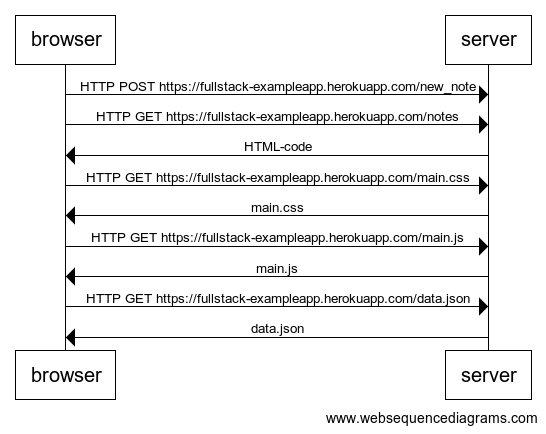 browser server
HTTP POST https://fullstack-exampleapp.herokuapp.com/new_note
HTTP GET https://fullstack-exampleapp.herokuapp.com/notes
HTML-code
HTTP GET https://fullstack-exampleapp.herokuapp.com/main.css
main.css
HTTP GET https://fullstack-exampleapp.herokuapp.com/main.js
main.js
HTTP GET https://fullstack-exampleapp.herokuapp.com/data.json
data.json
browser server
www.websequencediagrams.com